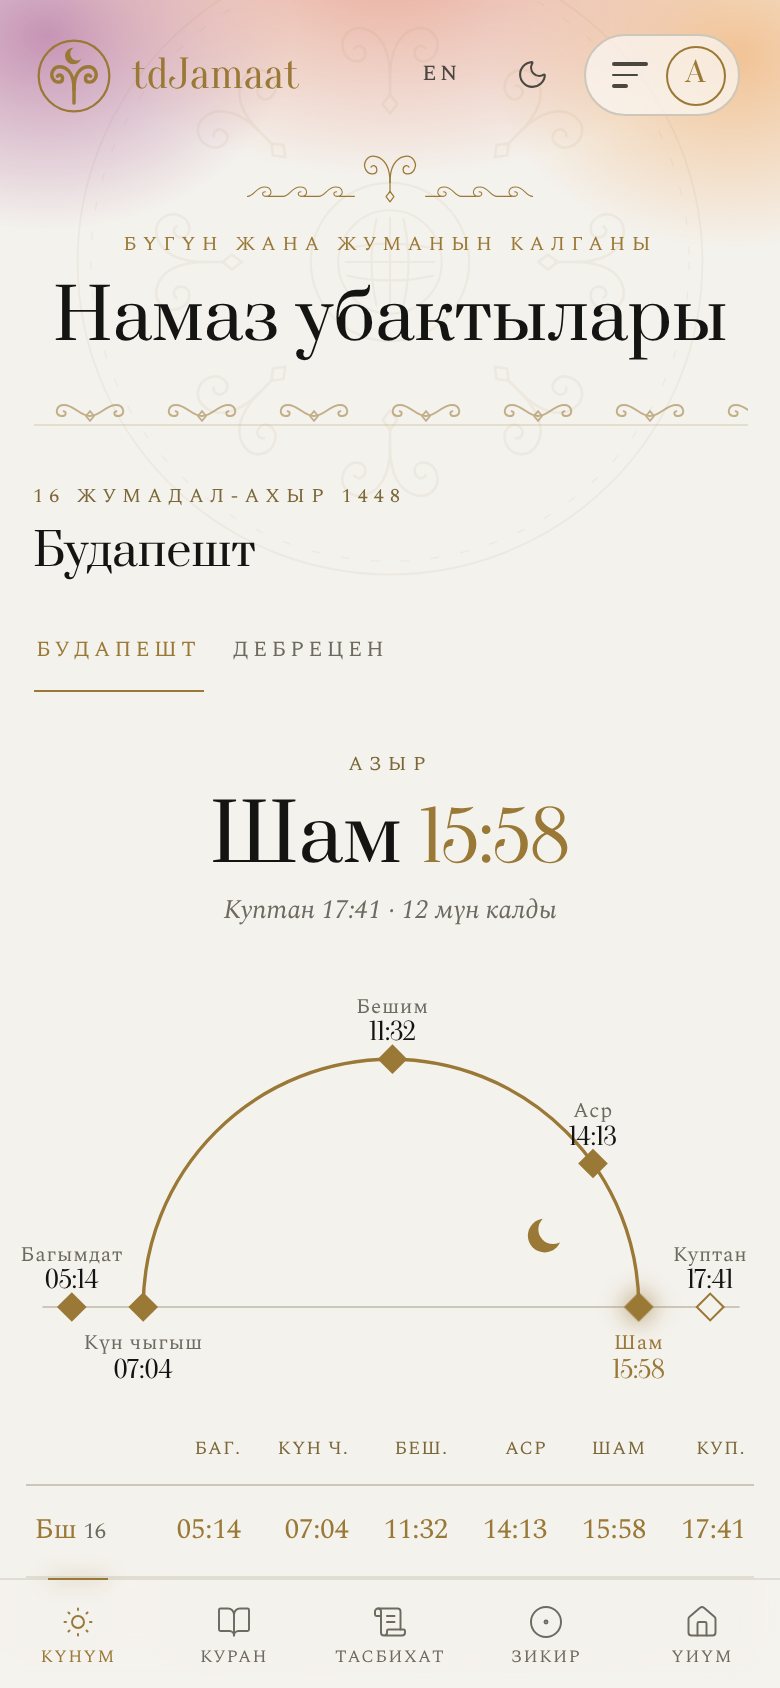 tdJamaat
EN
A
БҮГҮН ЖАНА ЖУМАНЫН КАЛГАНЫ
Намаз убактылары
16 ЖУМАДАЛ-АХЫР 1448
Будапешт
БУДАПЕШТ ДЕБРЕЦЕН
АЗЫР
Шам 15:58
Куптан 17:41 · 12 мүн калды
Бешим
11:32
Аср
14:13
Багымдат
05:14
Куптан
17:41
Күн чыгыш
07:04
Шам
15:58
БАГ. КҮН Ч. БЕШ. АСР ШАМ КУП.
Бш 16 05:14 07:04 11:32 14:13 15:58 17:41
КҮНҮМ КУРАН ТАСБИХАТ ЗИКИР ҮЙҮМ